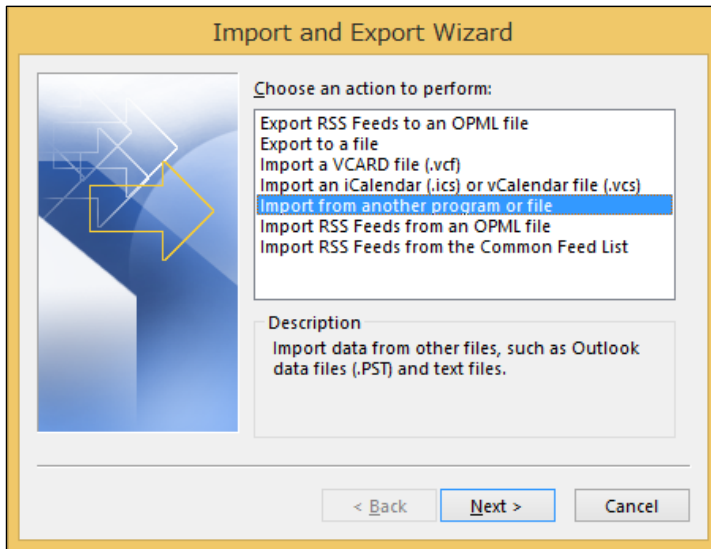 Import and Export Wizard
Choose an action to perform:
Export RSS Feeds to an OPML file
Export to a file
Import a VCARD file (.vcf)
Import an iCalendar (.ics) or vCalendar file (.vcs)
Import from another program or file
Import RSS Feeds from an OPML file
Import RSS Feeds from the Common Feed List
Description
Import data from other files, such as Outlook
data files (.PST) and text files.
< Back
Next >
Cancel